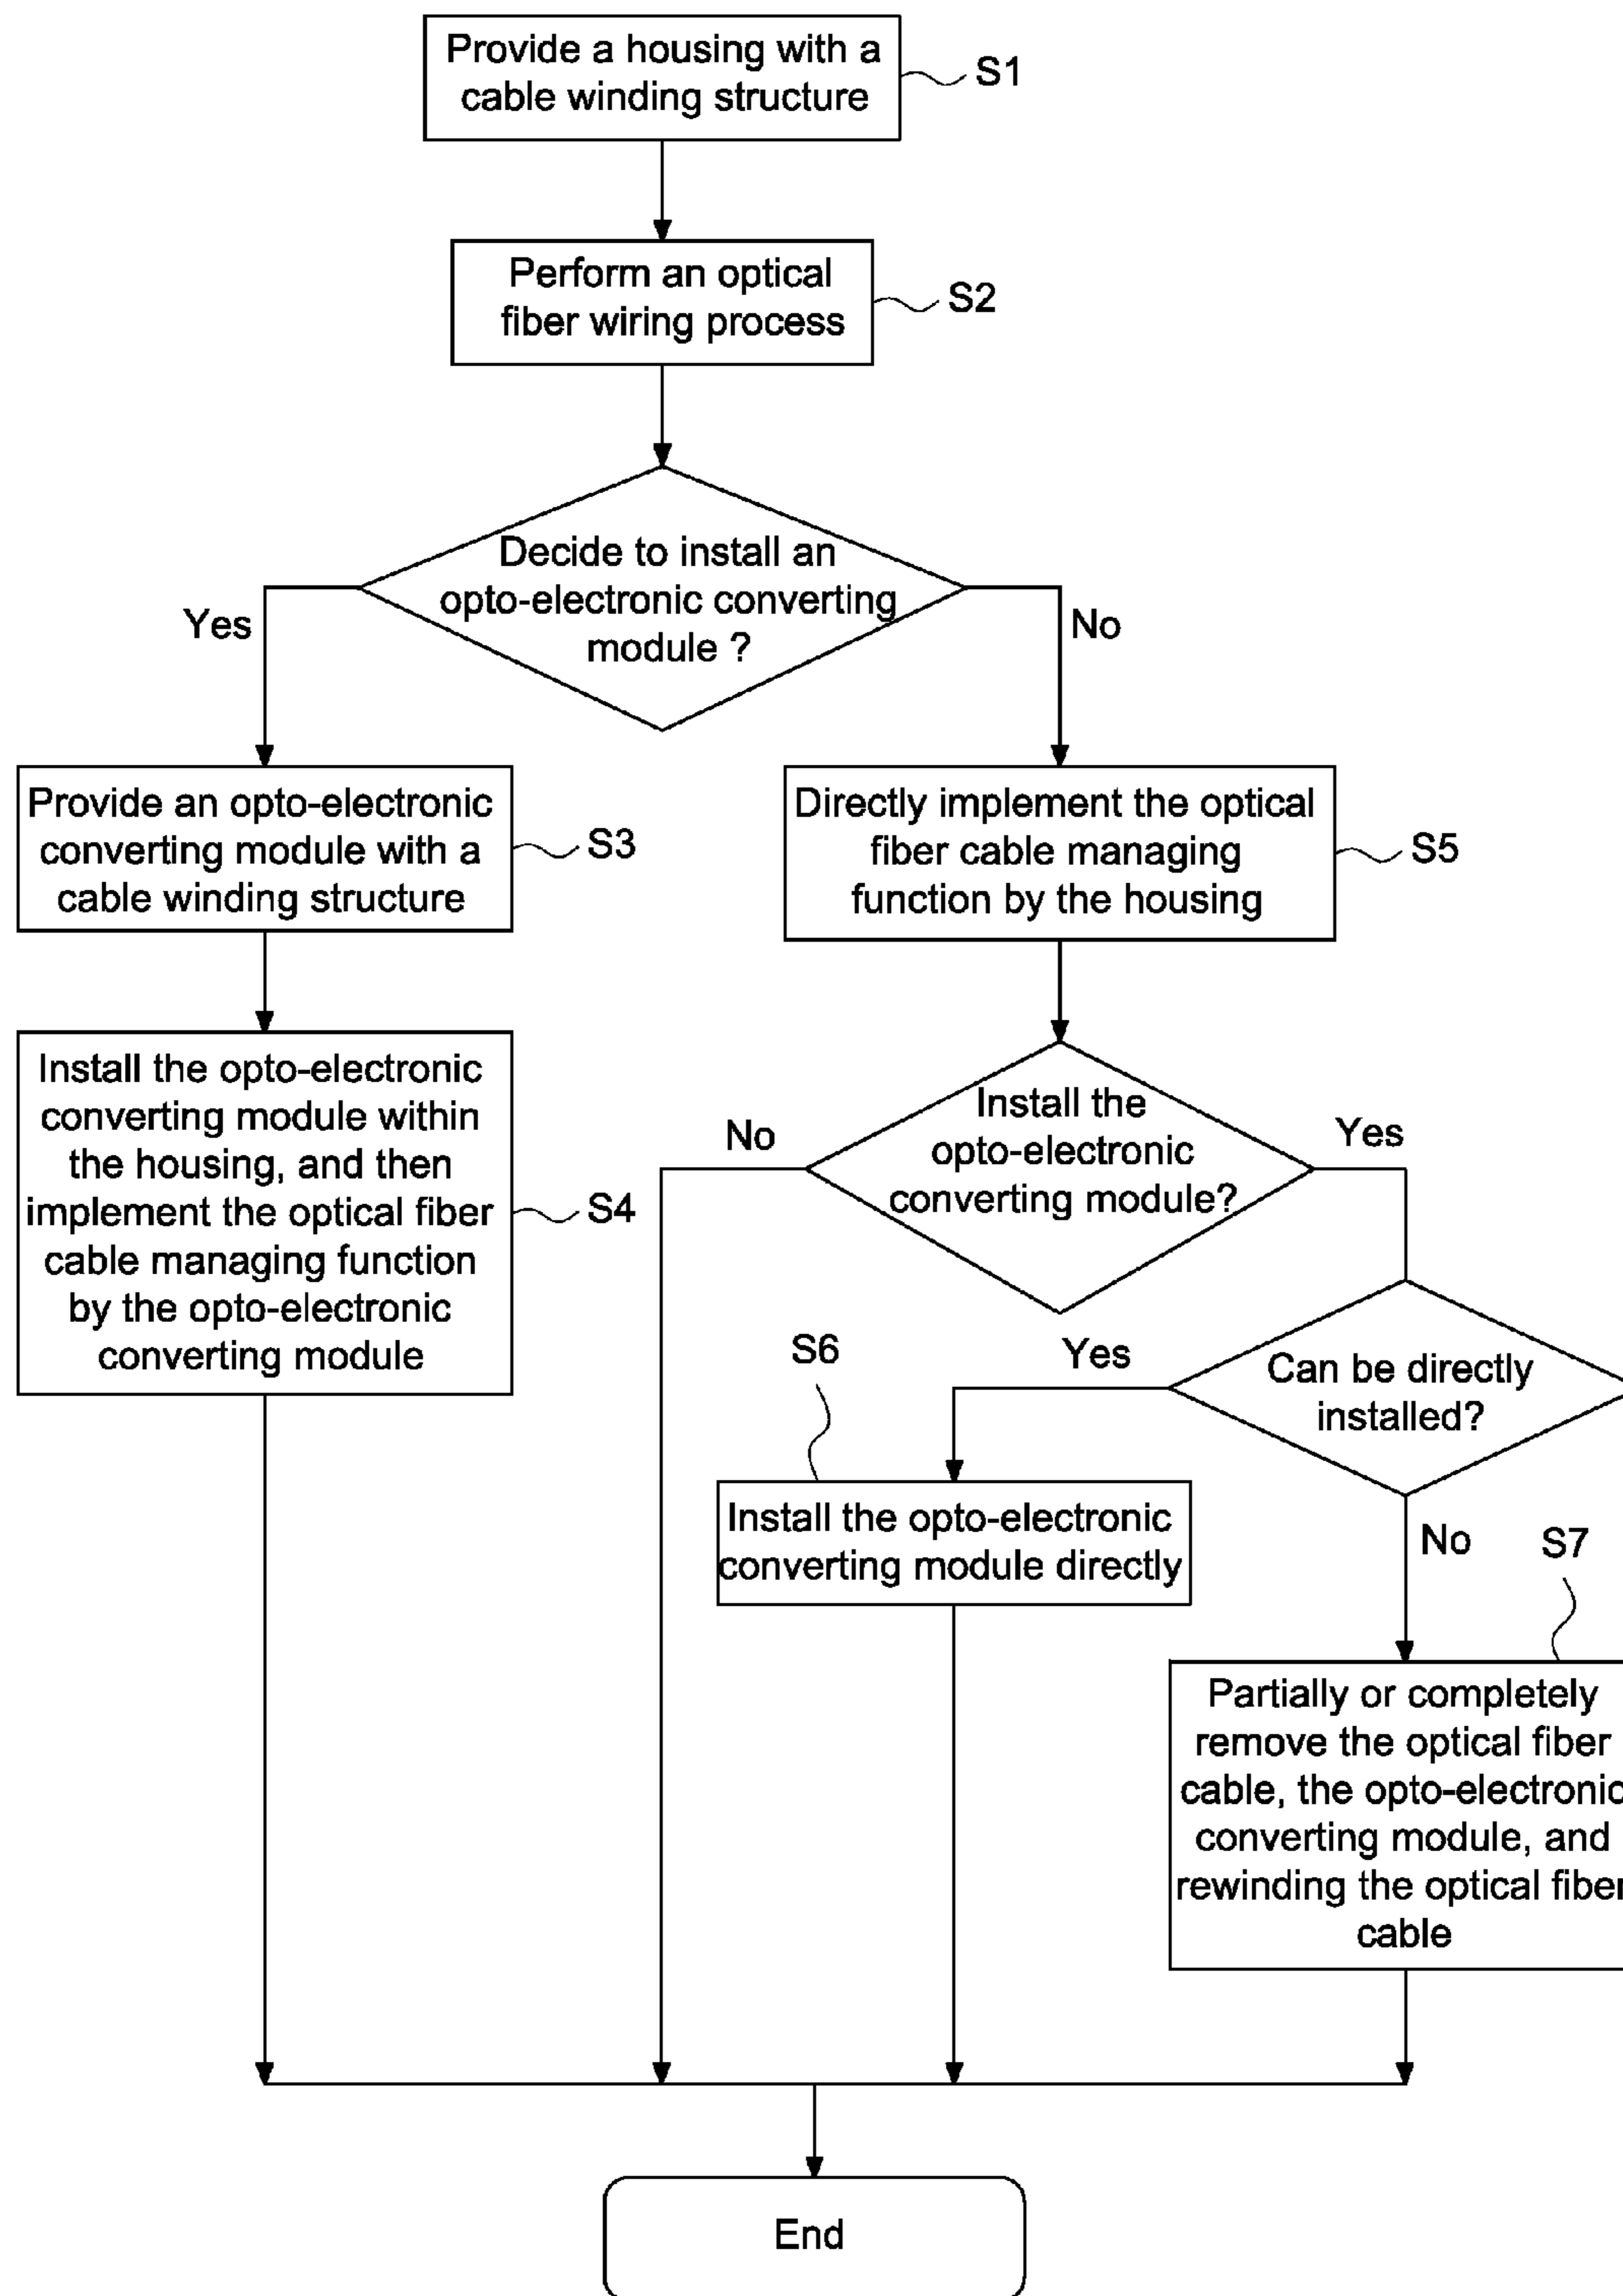 Provide a housing with a
cable winding structure
S1
Perform an optical
fiber wiring process
S2
Decide to install an
opto-electronic converting
module ?
Yes
No
Provide an opto-electronic
converting module with a
cable winding structure
S3
Directly implement the optical
fiber cable managing
function by the housing
S5
Install the opto-electronic
converting module within
the housing, and then
implement the optical fiber
cable managing function
by the opto-electronic
converting module
S4
Install the
opto-electronic
converting module?
No
Yes
Can be directly
installed?
Yes
No
S6
Install the opto-electronic
converting module directly
S7
Partially or completely
remove the optical fiber
cable, the opto-electronic
converting module, and
rewinding the optical fiber
cable
End